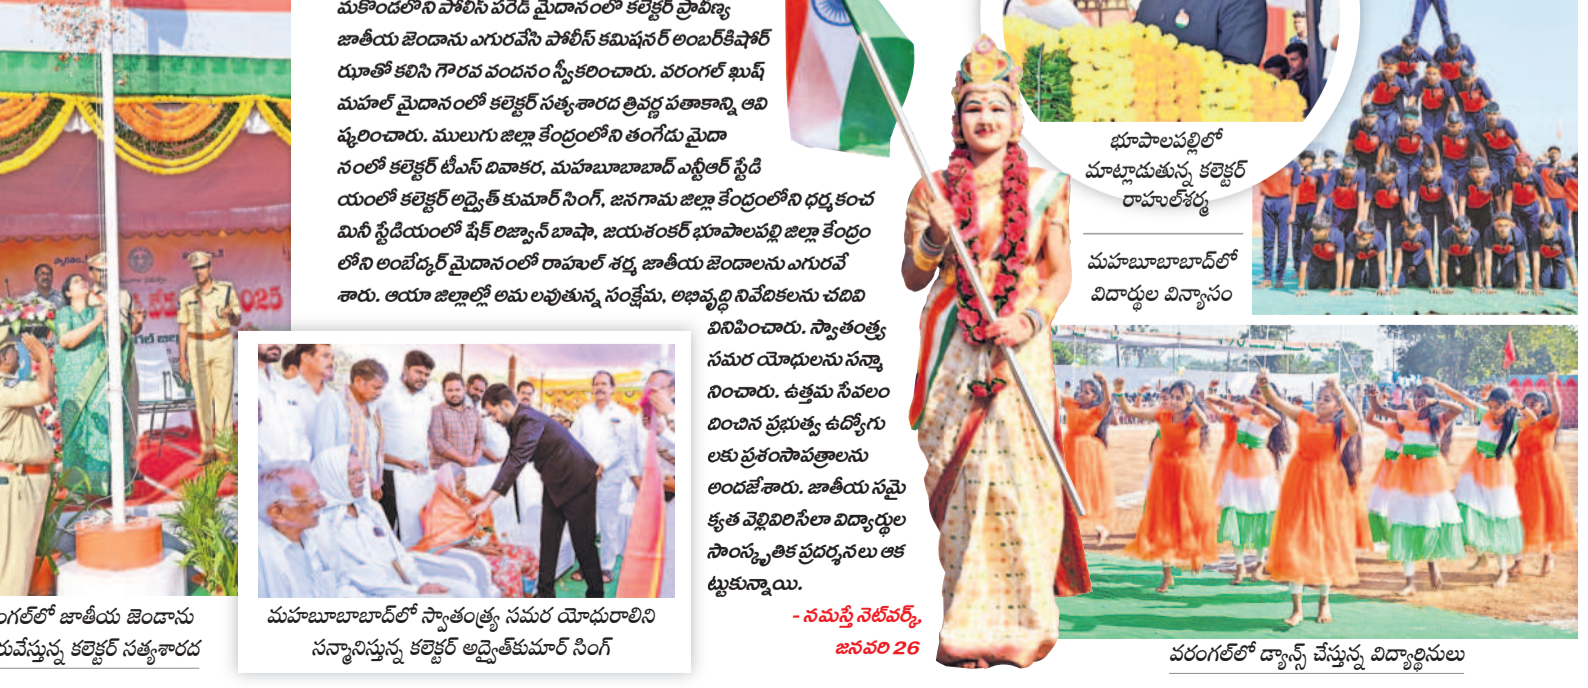 మకొండలోని పోలీస్ పరేడ్ మైదానంలో కలెక్టర్ ప్రావీణ్య
జాతీయ జెండాను ఎగురవేసి పోలీస్ కమిషనర్ అంబర్‌కిషోర్
ఝాతో కలిసి గౌరవ వందనం స్వీకరించారు. వరంగల్ ఖుష్
మహల్ మైదానంలో కలెక్టర్ సత్యశారద త్రివర్ణ పతాకాన్ని ఆవి
ష్కరించారు. ములుగు జిల్లా కేంద్రంలోని తంగేడు మైదా
నంలో కలెక్టర్ టీఎస్ దివాకర, మహబూబాబాద్ ఎన్టీఆర్ స్టేడి
యంలో కలెక్టర్ అద్వైత్ కుమార్ సింగ్, జనగామ జిల్లా కేంద్రంలోని ధర్మకంచ
మినీ స్టేడియంలో షేక్ రిజ్వాన్ బాషా, జయశంకర్ భూపాలపల్లి జిల్లా కేంద్రం
లోని అంబేద్కర్ మైదానంలో రాహుల్ శర్మ జాతీయ జెండాలను ఎగురవే
శారు. ఆయా జిల్లాల్లో అమలవుతున్న సంక్షేమ, అభివృద్ధి నివేదికలను చదివి
వినిపించారు. స్వాతంత్ర్య
సమర యోధులను సన్మా
నించారు. ఉత్తమ సేవలం
దించిన ప్రభుత్వ ఉద్యోగు
లకు ప్రశంసాపత్రాలను
అందజేశారు. జాతీయ సమై
క్యత వెల్లివిరిసేలా విద్యార్థుల
సాంస్కృతిక ప్రదర్శనలు ఆక
ట్టుకున్నాయి.
- నమస్తే నెట్‌వర్క్,
జనవరి 26
భూపాలపల్లిలో
మాట్లాడుతున్న కలెక్టర్
రాహుల్‌శర్మ
మహబూబాబాద్‌లో
విదార్థుల విన్యాసం
2025
ంగల్‌లో జాతీయ జెండాను
రువేస్తున్న కలెక్టర్ సత్యశారద
మహబూబాబాద్‌లో స్వాతంత్ర్య సమర యోధురాలిని
సన్మానిస్తున్న కలెక్టర్ అద్వైత్‌కుమార్ సింగ్
వరంగల్‌లో డ్యాన్స్ చేస్తున్న విద్యార్థినులు